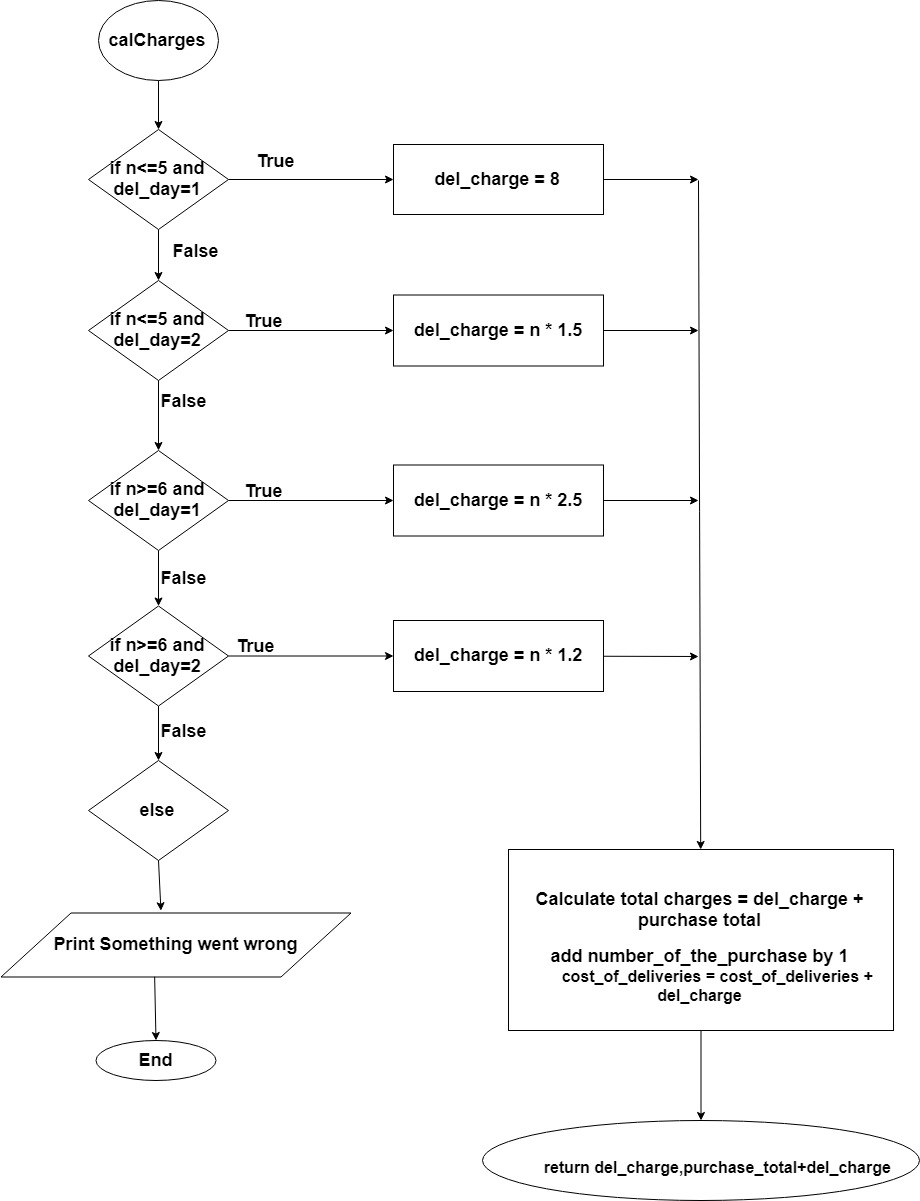 calCharges
if n<=5 and
del_day=1
True
del_charge = 8
False
if n<=5 and
del_day=2
True
del_charge = n * 1.5
False
if n>=6 and
del_day=1
True
del_charge = n * 2.5
False
if n>=6 and
del_day=2
True
del_charge = n * 1.2
False
else
Print Something went wrong
End
Calculate total charges = del_charge +
purchase total
add number_of_the_purchase by 1
cost_of_deliveries = cost_of_deliveries +
del_charge
return del_charge,purchase_total+del_charge